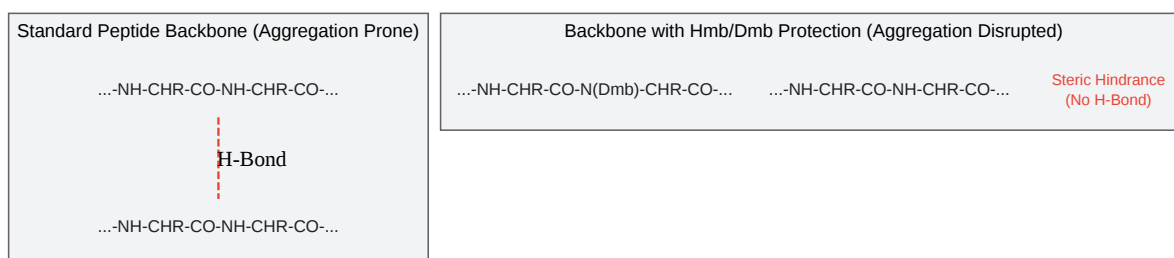 Standard Peptide Backbone (Aggregation Prone)
...-NH-CHR-CO-NH-CHR-CO-...
H-Bond
...-NH-CHR-CO-NH-CHR-CO-...
Backbone with Hmb/Dmb Protection (Aggregation Disrupted)
...-NH-CHR-CO-N(Dmb)-CHR-CO-...
...-NH-CHR-CO-NH-CHR-CO-...
Steric Hindrance
(No H-Bond)